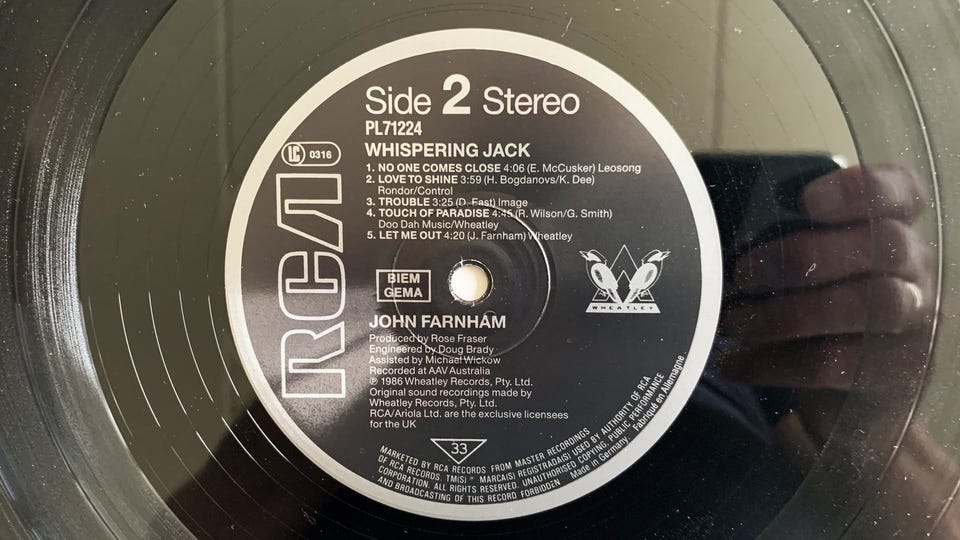 Side 2 Stereo
PL71224
WHISPERING JACK
LC 0316
1. NO ONE COMES CLOSE 4:06 (E. McCusker) Leosong
2. LOVE TO SHINE 3:59 (H. Bogdanovs/K. Dee)
Rondor/Control
3. TROUBLE 3:25 (D. Fast) Image
4. TOUCH OF PARADISE 4:45 (R. Wilson/G. Smith)
Doo Dah Music/Wheatley
5. LET ME OUT 4:20 (J. Farnham) Wheatley
RCA
BIEM
GEMA
WHEATLEY
JOHN FARNHAM
Produced by Rose Fraser
Engineered by Doug Brady
Assisted by Michael Wickow
Recorded at AAV Australia
℗ 1986 Wheatley Records, Pty. Ltd.
Original sound recordings made by
Wheatley Records, Pty. Ltd.
RCA/Ariola Ltd. are the exclusive licensees
for the UK
33
MARKETED BY RCA RECORDS FROM MASTER RECORDINGS
OF RCA RECORDS. TM(S) ® MARCA(S) REGISTRADA(S) USED BY AUTHORITY OF RCA
CORPORATION. ALL RIGHTS RESERVED. UNAUTHORISED COPYING, PUBLIC PERFORMANCE
AND BROADCASTING OF THIS RECORD FORBIDDEN Made in Germany. Fabriqué en Allemagne.